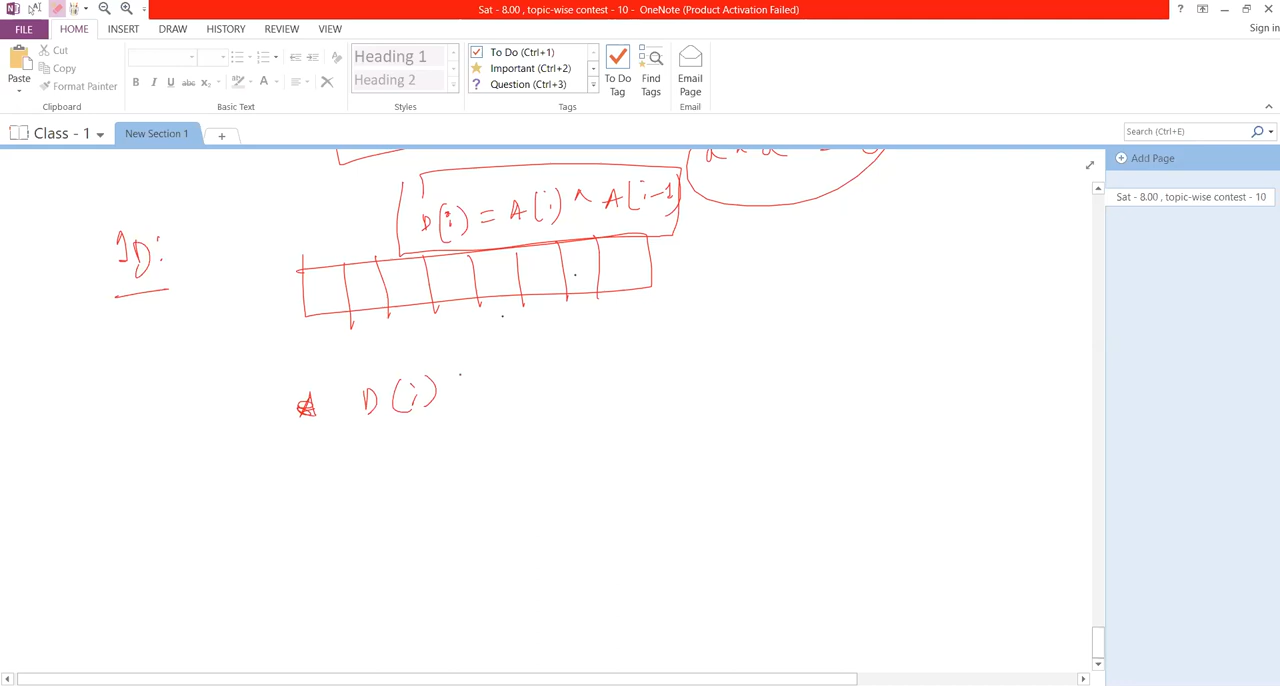 Sat - 8.00 , topic-wise contest - 10 - OneNote (Product Activation Failed)
FILE HOME INSERT DRAW HISTORY REVIEW VIEW
Sign in
Paste
Cut
Copy
Format Painter
Clipboard
B I U abc x₂ A
Basic Text
Heading 1
Heading 2
Styles
To Do (Ctrl+1)
Important (Ctrl+2)
Question (Ctrl+3)
Tags
To Do Tag
Find Tags
Email Page
Email
Class - 1
New Section 1
Search (Ctrl+E)
Add Page
Sat - 8.00 , topic-wise contest - 10
D(i) = A(i) ^ A(i-1)
1D:
D(i)